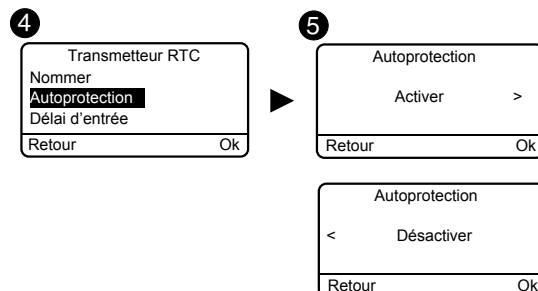 4
Transmetteur RTC
Nommer
Autoprotection
Délai d'entrée
Retour Ok
5
Autoprotection
Activer >
Retour Ok
Autoprotection
< Désactiver
Retour Ok